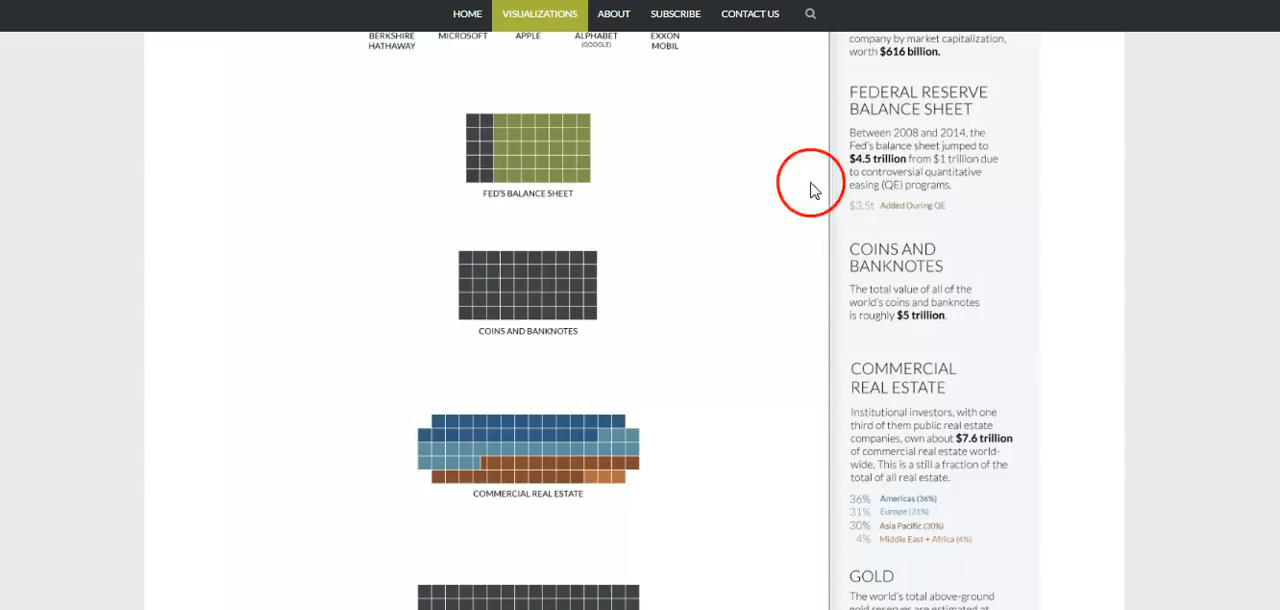 HOME VISUALIZATIONS ABOUT SUBSCRIBE CONTACT US
BERKSHIRE HATHAWAY
MICROSOFT
APPLE
ALPHABET
(GOOGLE)
EXXON MOBIL
FED'S BALANCE SHEET
COINS AND BANKNOTES
COMMERCIAL REAL ESTATE
company by market capitalization,
worth $616 billion.
FEDERAL RESERVE
BALANCE SHEET
Between 2008 and 2014, the
Fed's balance sheet jumped to
$4.5 trillion from $1 trillion due
to controversial quantitative
easing (QE) programs.
$3.5t Added During QE
COINS AND
BANKNOTES
The total value of all of the
world's coins and banknotes
is roughly $5 trillion.
COMMERCIAL
REAL ESTATE
Institutional investors, with one
third of them public real estate
companies, own about $7.6 trillion
of commercial real estate world-
wide. This is a still a fraction of the
total of all real estate.
36% Americas (36%)
31% Europe (31%)
30% Asia Pacific (30%)
4% Middle East + Africa (4%)
GOLD
The world's total above-ground
gold reserves are estimated at